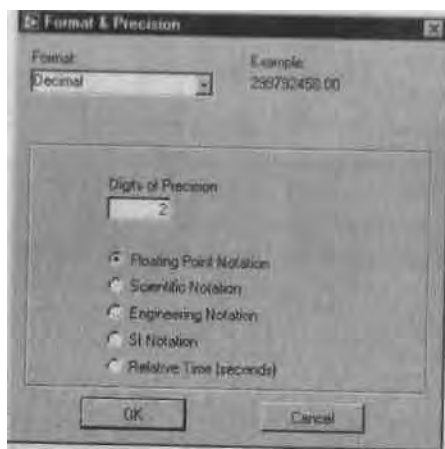 Format & Precision
Format:
Example:
Decimal
299792458.00
Digits of Precision
2
Floating Point Notation
Scientific Notation
Engineering Notation
SI Notation
Relative Time (seconds)
OK
Cancel